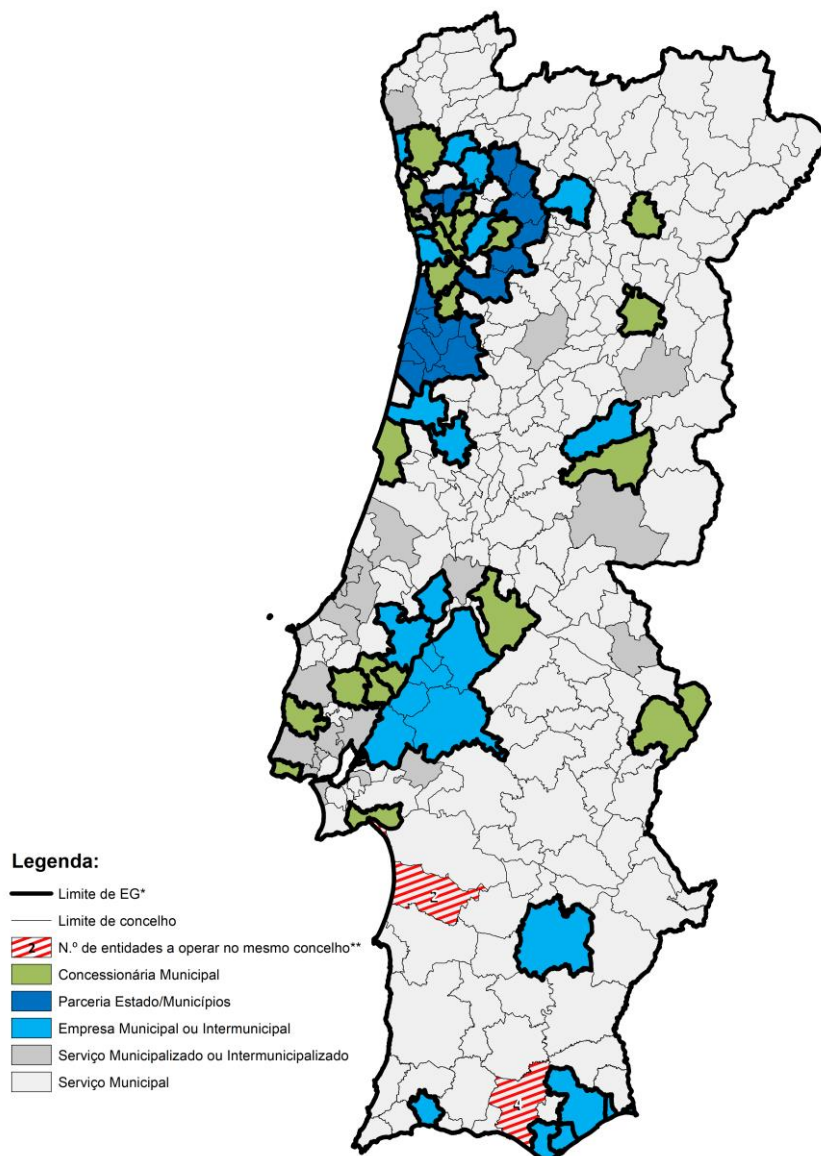 2
4
Legenda:
Limite de EG*
Limite de concelho
2 N.º de entidades a operar no mesmo concelho**
Concessionária Municipal
Parceria Estado/Municípios
Empresa Municipal ou Intermunicipal
Serviço Municipalizado ou Intermunicipalizado
Serviço Municipal